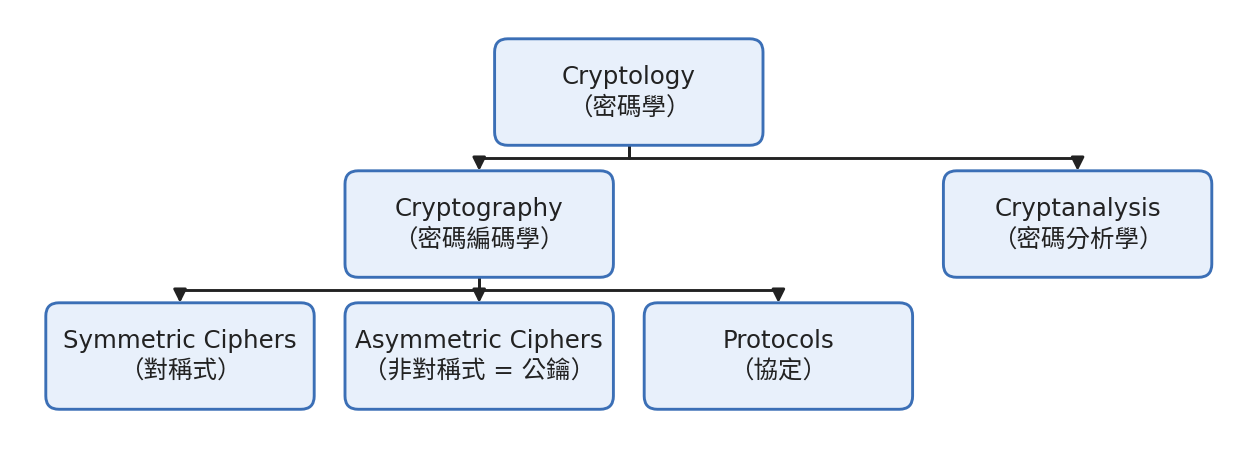 Cryptology
（密碼學）
Cryptography
（密碼編碼學）
Cryptanalysis
（密碼分析學）
Symmetric Ciphers
（對稱式）
Asymmetric Ciphers
（非對稱式 = 公鑰）
Protocols
（協定）